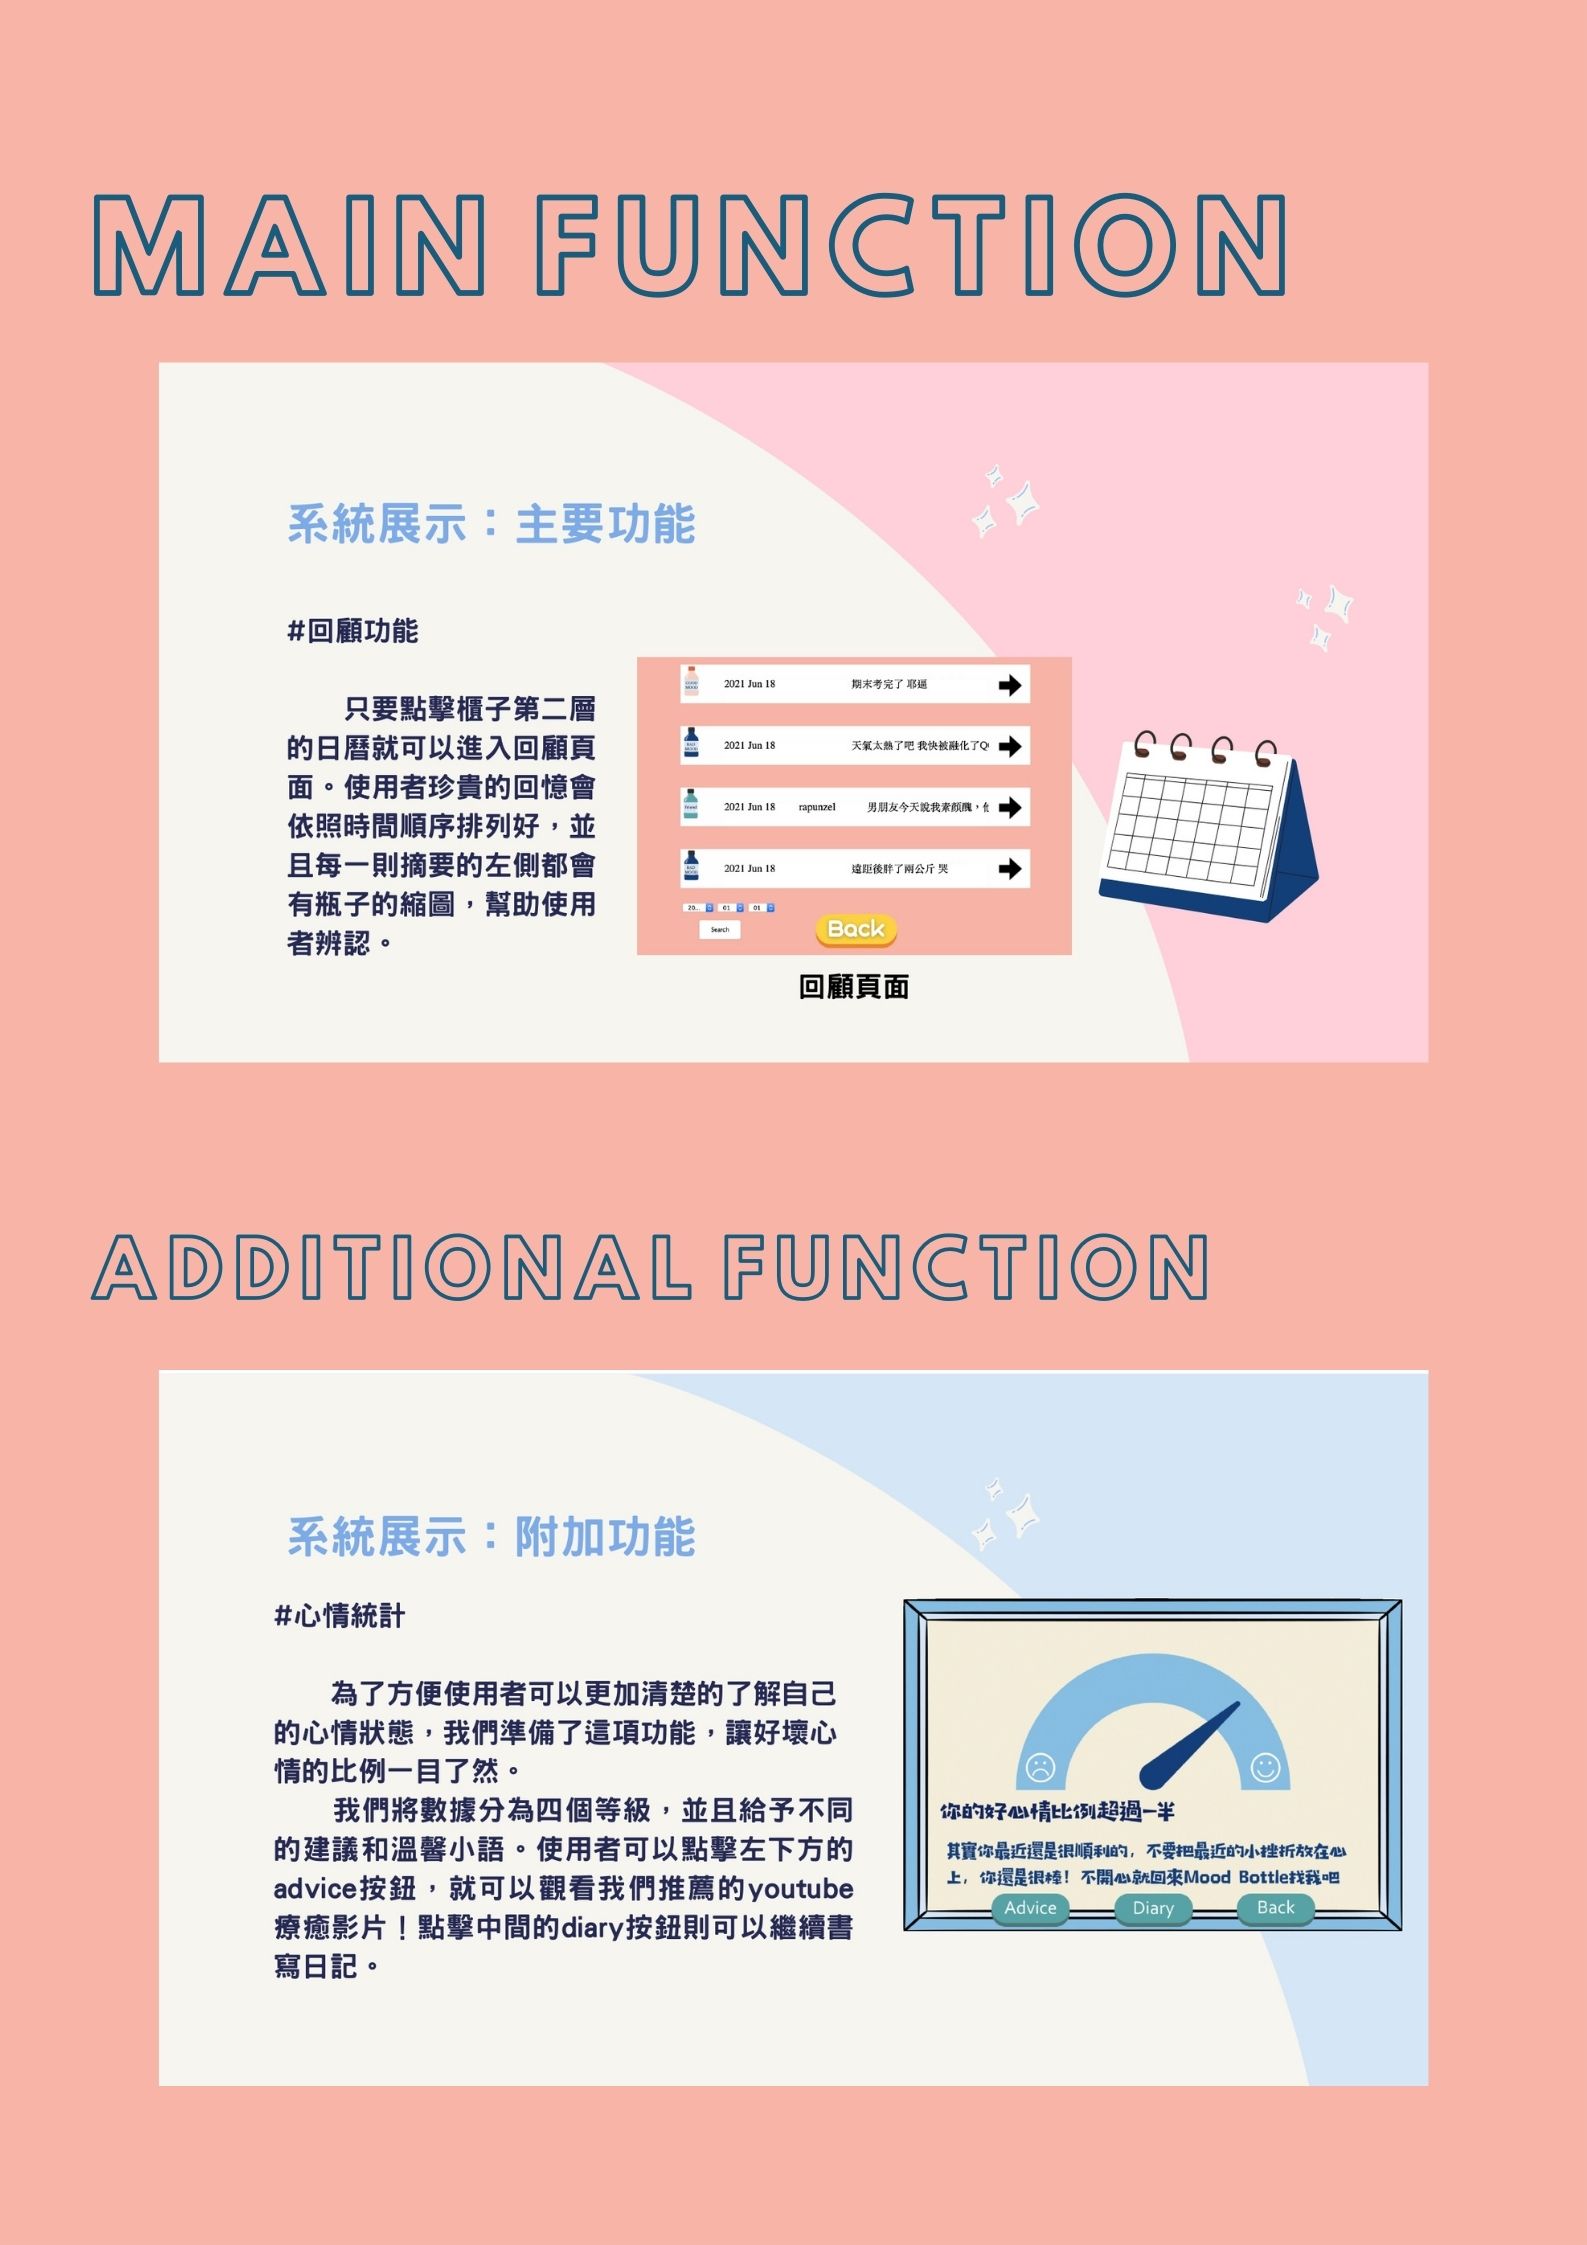 MAIN FUNCTION
系統展示：主要功能
#回顧功能
只要點擊櫃子第二層
的日曆就可以進入回顧頁
面。使用者珍貴的回憶會
依照時間順序排列好，並
且每一則摘要的左側都會
有瓶子的縮圖，幫助使用
者辨認。
GOOD MOOD 2021 Jun 18 期末考完了 耶逼
BAD MOOD 2021 Jun 18 天氣太熱了吧 我快被融化了Q
friend 2021 Jun 18 rapunzel 男朋友今天說我素顏醜，
BAD MOOD 2021 Jun 18 遠距後胖了兩公斤 哭
20... 01 01
Search
Back
回顧頁面
ADDITIONAL FUNCTION
系統展示：附加功能
#心情統計
為了方便使用者可以更加清楚的了解自己
的心情狀態，我們準備了這項功能，讓好壞心
情的比例一目了然。
我們將數據分為四個等級，並且給予不同
的建議和溫馨小語。使用者可以點擊左下方的
advice按鈕，就可以觀看我們推薦的youtube
療癒影片！點擊中間的diary按鈕則可以繼續書
寫日記。
你的好心情比例超過一半
其實你最近還是很順利的，不要把最近的小挫折放在心
上，你還是很棒！不開心就回來Mood Bottle找我吧
Advice Diary Back